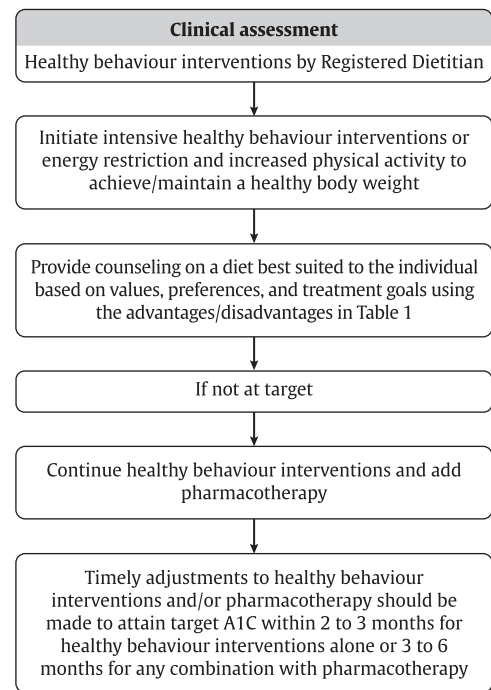 Clinical assessment
Healthy behaviour interventions by Registered Dietitian
Initiate intensive healthy behaviour interventions or
energy restriction and increased physical activity to
achieve/maintain a healthy body weight
Provide counseling on a diet best suited to the individual
based on values, preferences, and treatment goals using
the advantages/disadvantages in Table 1
If not at target
Continue healthy behaviour interventions and add
pharmacotherapy
Timely adjustments to healthy behaviour
interventions and/or pharmacotherapy should be
made to attain target A1C within 2 to 3 months for
healthy behaviour interventions alone or 3 to 6
months for any combination with pharmacotherapy